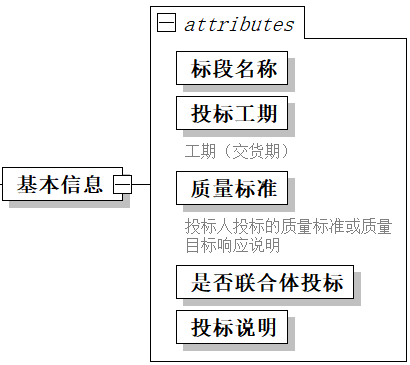 attributes
标段名称
投标工期
工期（交货期）
基本信息
质量标准
投标人投标的质量标准或质量
目标响应说明
是否联合体投标
投标说明